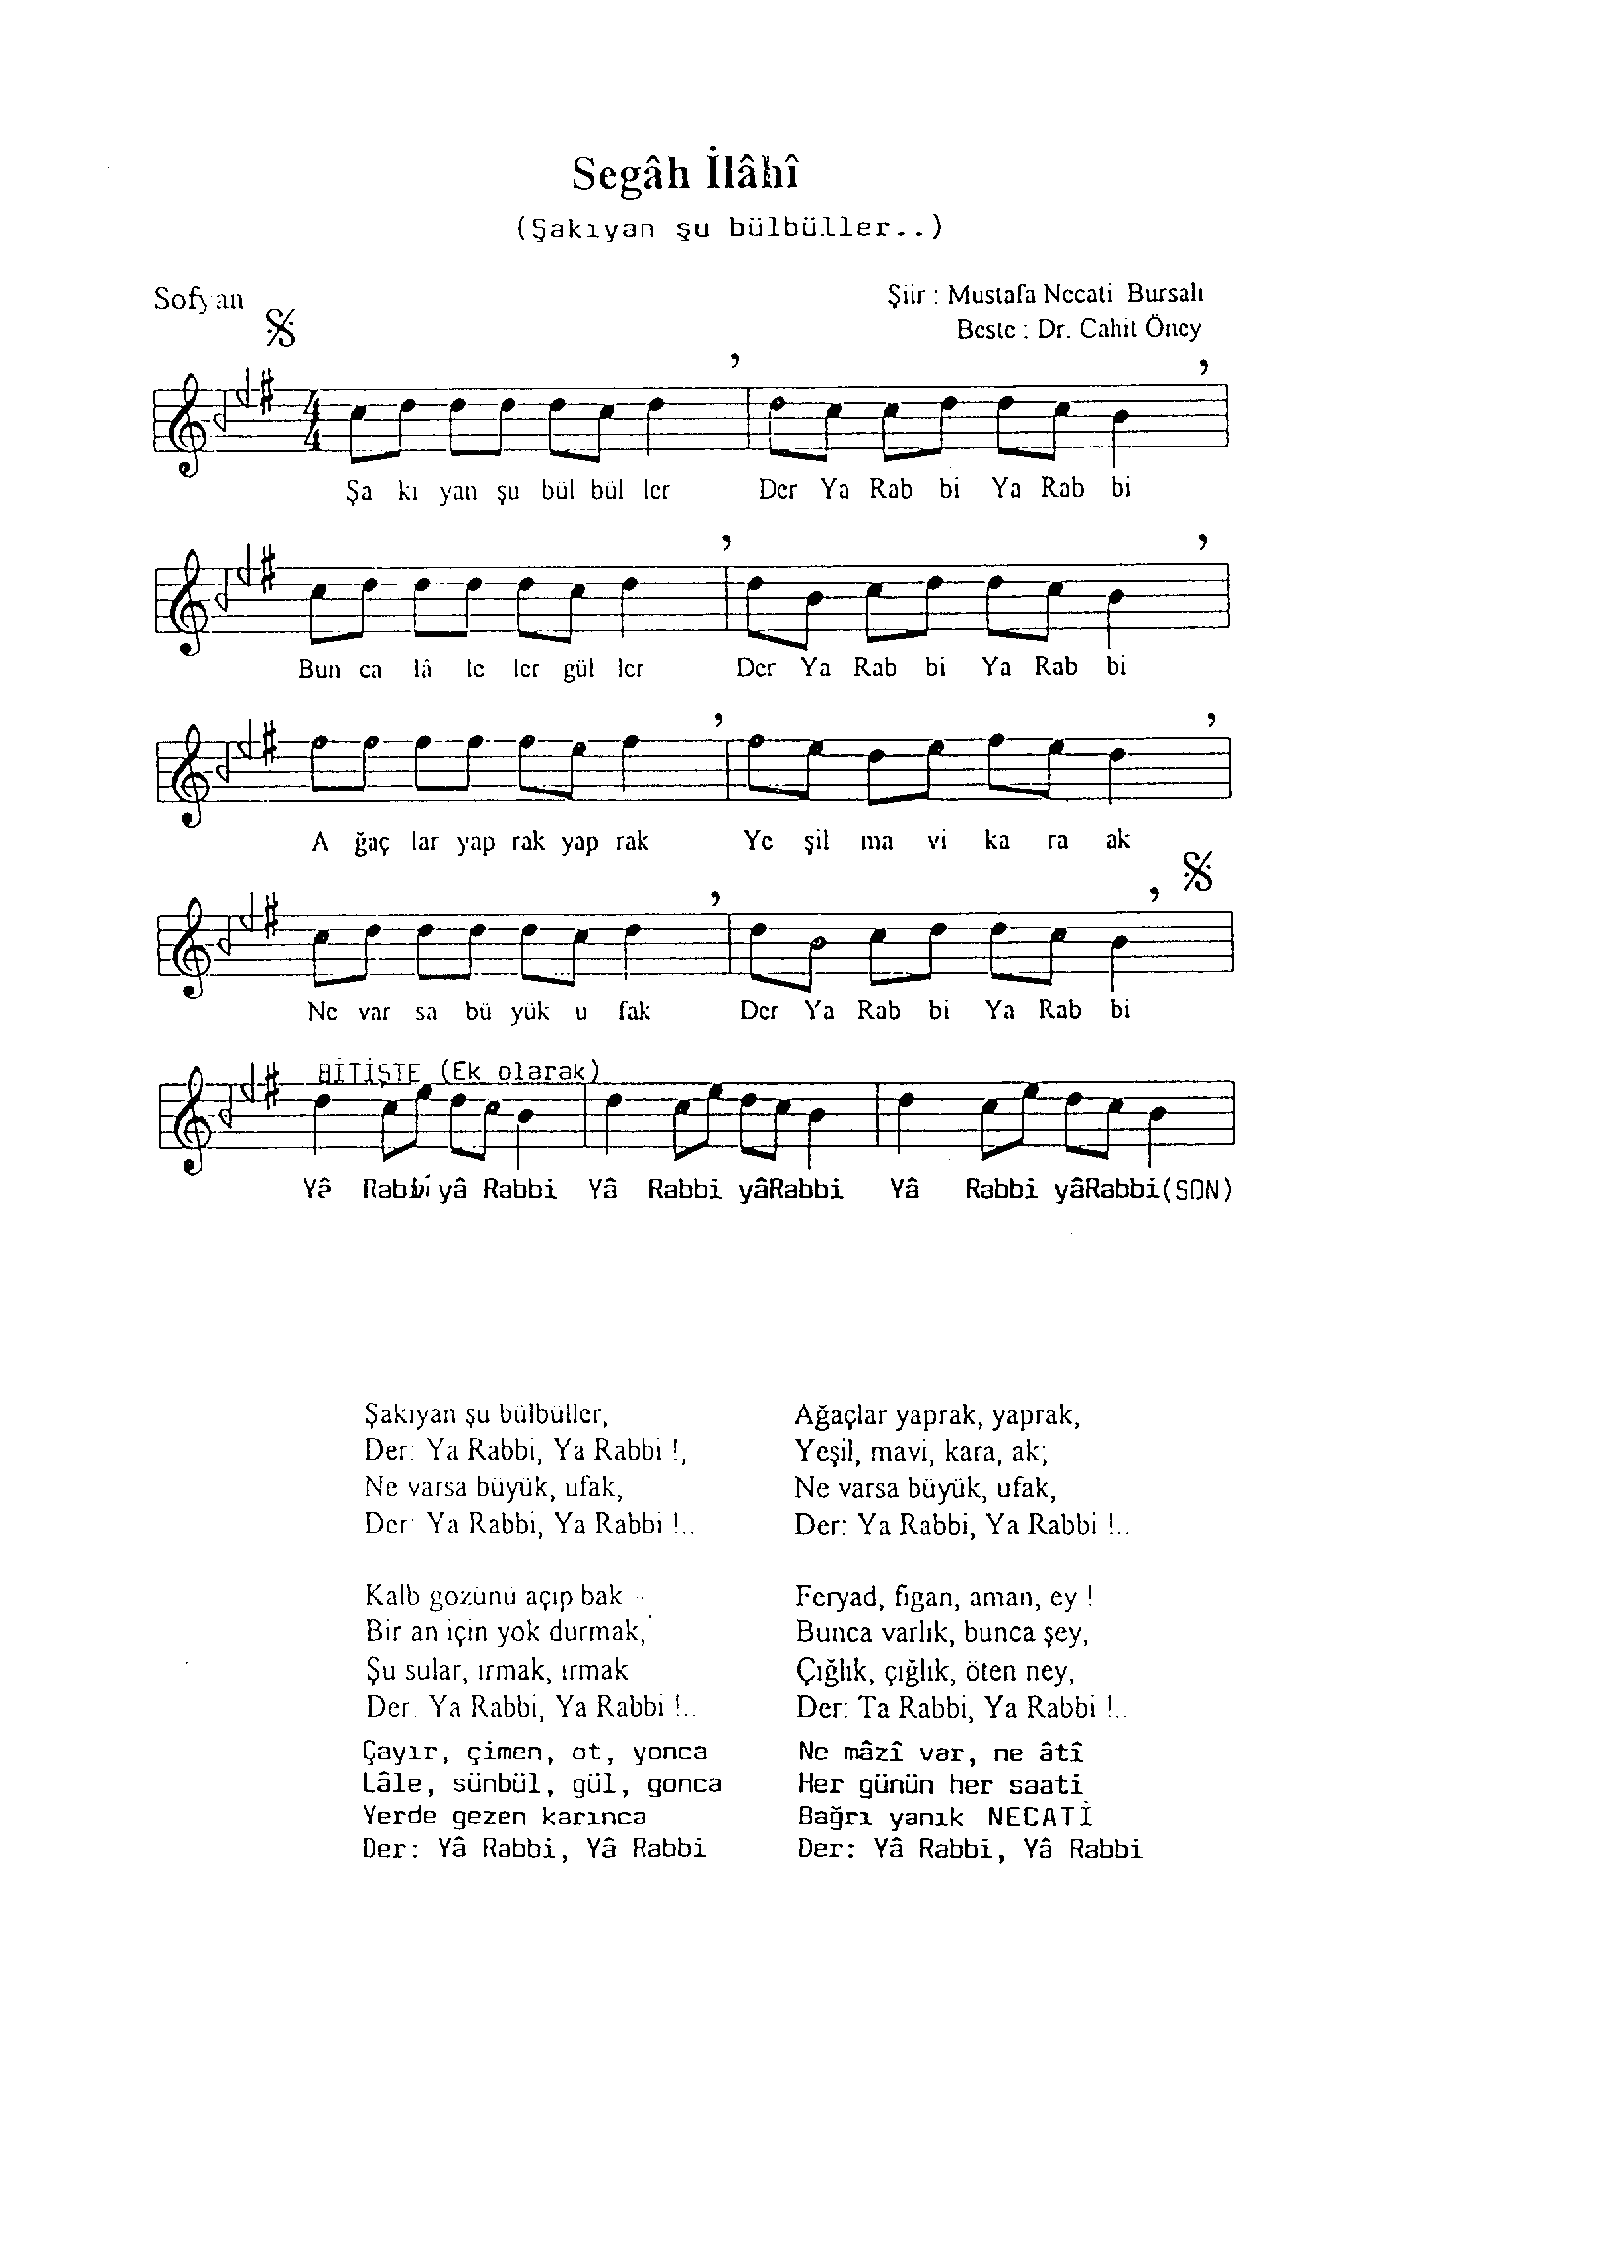 Segâh İlâhî
(Şakıyan şu bülbüller..)
Sofyan
Şiir : Mustafa Necati Bursalı
Beste : Dr. Cahit Öney
4
4
Şa kı yan şu bül bül ler Der Ya Rab bi Ya Rab bi
Bun ca lâ le ler gül ler Der Ya Rab bi Ya Rab bi
A ğaç lar yap rak yap rak Ye şil ma vi ka ra ak
Ne var sa bü yük u fak Der Ya Rab bi Ya Rab bi
BİTİŞTE (Ek olarak)
Yâ Rabbi yâ Rabbi Yâ Rabbi yâRabbi Yâ Rabbi yâRabbi(SON)
Şakıyan şu bülbüller,
Der: Ya Rabbi, Ya Rabbi !,
Ne varsa büyük, ufak,
Der: Ya Rabbi, Ya Rabbi !..
Kalb gözünü açıp bak
Bir an için yok durmak,
Şu sular, ırmak, ırmak
Der: Ya Rabbi, Ya Rabbi !..
Çayır, çimen, ot, yonca
Lâle, sünbül, gül, gonca
Yerde gezen karınca
Der: Yâ Rabbi, Yâ Rabbi
Ağaçlar yaprak, yaprak,
Yeşil, mavi, kara, ak;
Ne varsa büyük, ufak,
Der: Ya Rabbi, Ya Rabbi !..
Feryad, figan, aman, ey !
Bunca varlık, bunca şey,
Çığlık, çığlık, öten ney,
Der: Ta Rabbi, Ya Rabbi !..
Ne mâzî var, ne âtî
Her günün her saati
Bağrı yanık NECATİ
Der: Yâ Rabbi, Yâ Rabbi